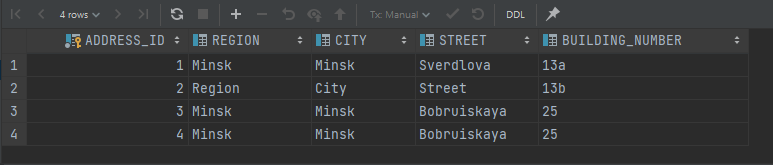 4 rows Tx: Manual DDL
ADDRESS_ID REGION CITY STREET BUILDING_NUMBER
1 1 Minsk Minsk Sverdlova 13a
2 2 Region City Street 13b
3 3 Minsk Minsk Bobruiskaya 25
4 4 Minsk Minsk Bobruiskaya 25